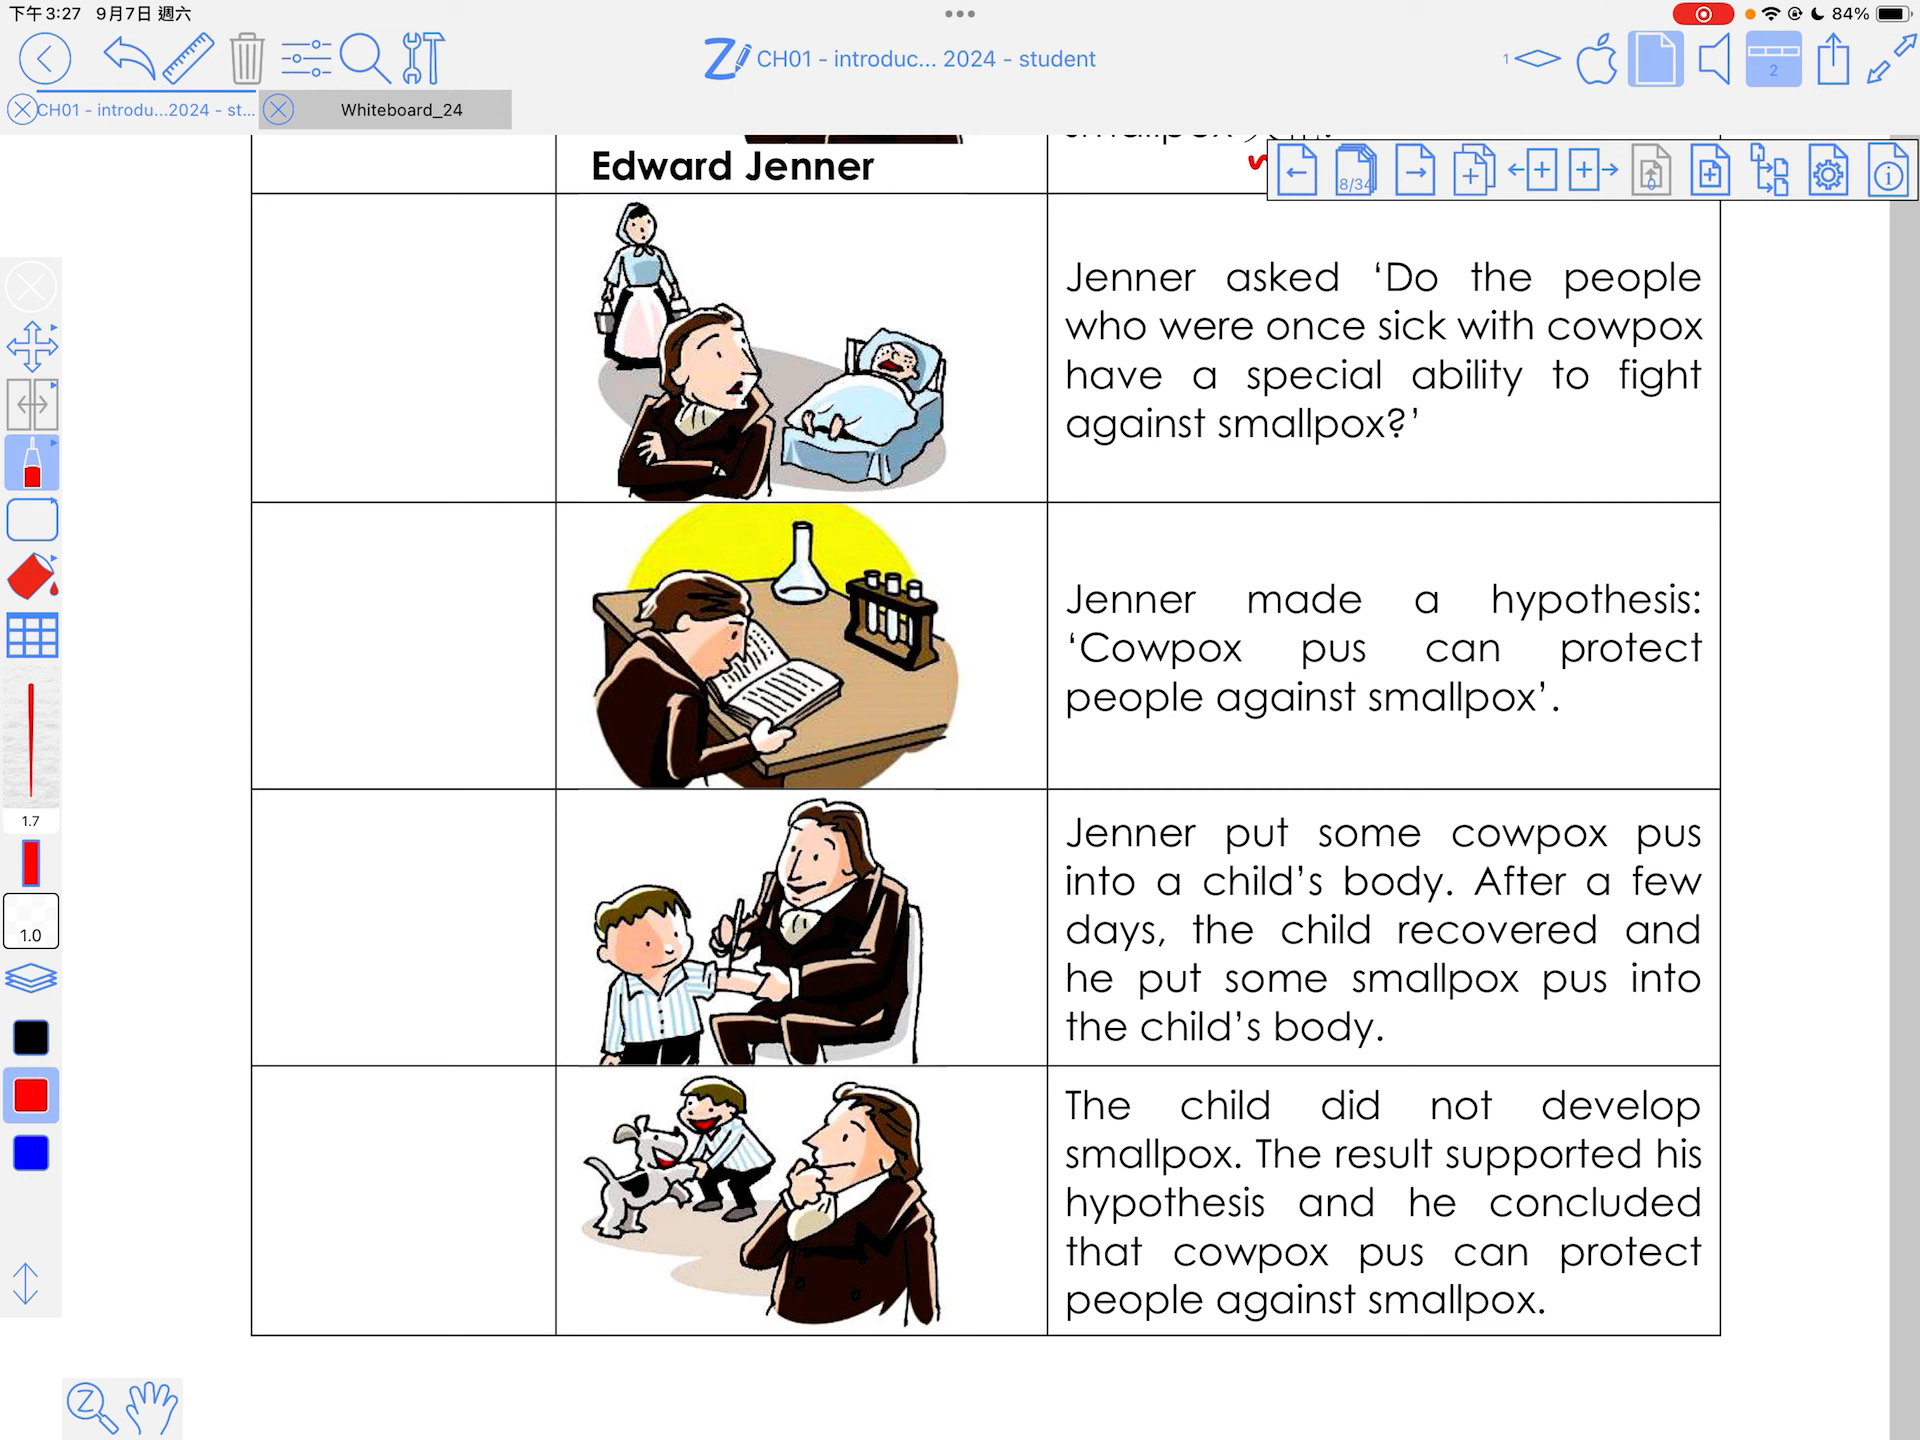 下午3:27 9月7日 週六
84%
CH01 - introduc... 2024 - student
1
2
CH01 - introdu...2024 - st...
Whiteboard_24
8/34
0
Edward Jenner
Jenner asked ‘Do the people
who were once sick with cowpox
have a special ability to fight
against smallpox?’
Jenner made a hypothesis:
‘Cowpox pus can protect
people against smallpox’.
1.7
1.0
Jenner put some cowpox pus
into a child’s body. After a few
days, the child recovered and
he put some smallpox pus into
the child’s body.
The child did not develop
smallpox. The result supported his
hypothesis and he concluded
that cowpox pus can protect
people against smallpox.